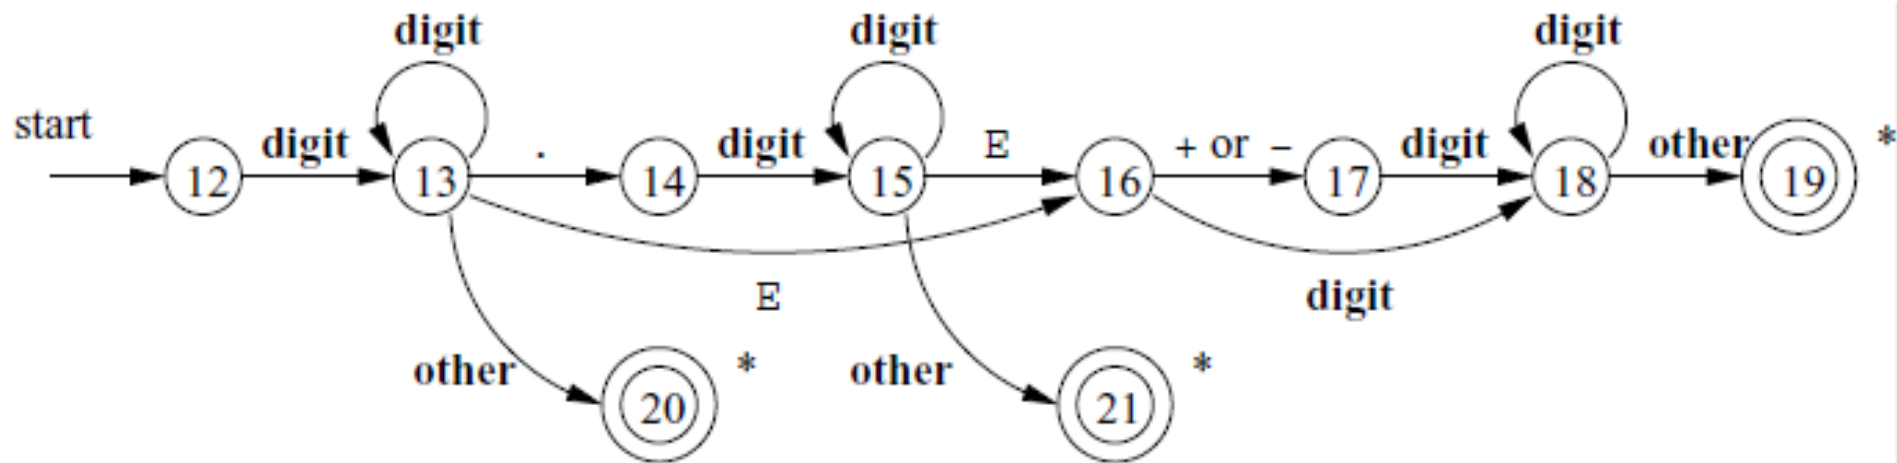 digit digit digit
start digit . digit E + or - digit other *
12 13 14 15 16 17 18 19
E digit
other * other *
20 21